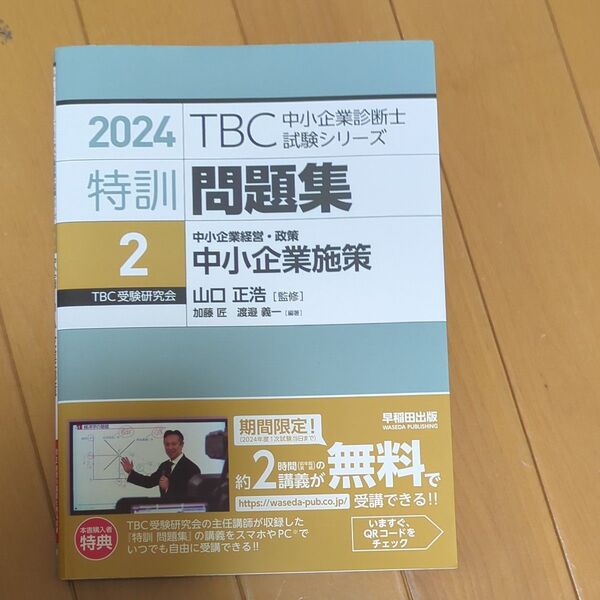 2024
特訓
TBC 中小企業診断士
試験シリーズ
問題集
2
TBC受験研究会
中小企業経営・政策
中小企業施策
山口 正浩［監修］
加藤 匠 渡邉 義一［編著］
早稲田出版
WASEDA PUBLISHING
期間限定！
(2024年度1次試験当日まで)
約2時間の
講義が無料で
https://waseda-pub.co.jp/
受講できる!!
本書購入者
特典
TBC受験研究会の主任講師が収録した
『特訓 問題集』の講義をスマホやPC※で
いつでも自由に受講できる!!
いますぐ、
QRコードを
チェック